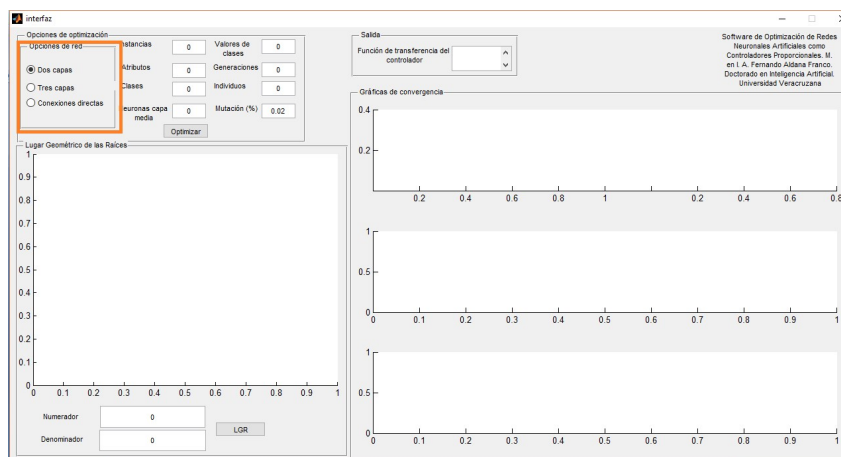 interfaz
Opciones de optimización
Opciones de red
Dos capas
Tres capas
Conexiones directas
Instancias 0
Valores de clases 0
Atributos 0
Generaciones 0
Clases 0
Individuos 0
Neuronas capa media 0
Mutación (%) 0.02
Optimizar
Salida
Función de transferencia del
controlador
Software de Optimización de Redes
Neuronales Artificiales como
Controladores Proporcionales. M.
en I. A. Fernando Aldana Franco.
Doctorado en Inteligencia Artificial.
Universidad Veracruzana
Lugar Geométrico de las Raíces
1
0.9
0.8
0.7
0.6
0.5
0.4
0.3
0.2
0.1
0
0 0.1 0.2 0.3 0.4 0.5 0.6 0.7 0.8 0.9 1
Numerador 0
Denominador 0
LGR
Gráficas de convergencia
0.4
0.2
0.2 0.4 0.6 0.8 1 0.2 0.4 0.6 0.8
1
0.5
0
0 0.1 0.2 0.3 0.4 0.5 0.6 0.7 0.8 0.9 1
1
0.5
0
0 0.1 0.2 0.3 0.4 0.5 0.6 0.7 0.8 0.9 1